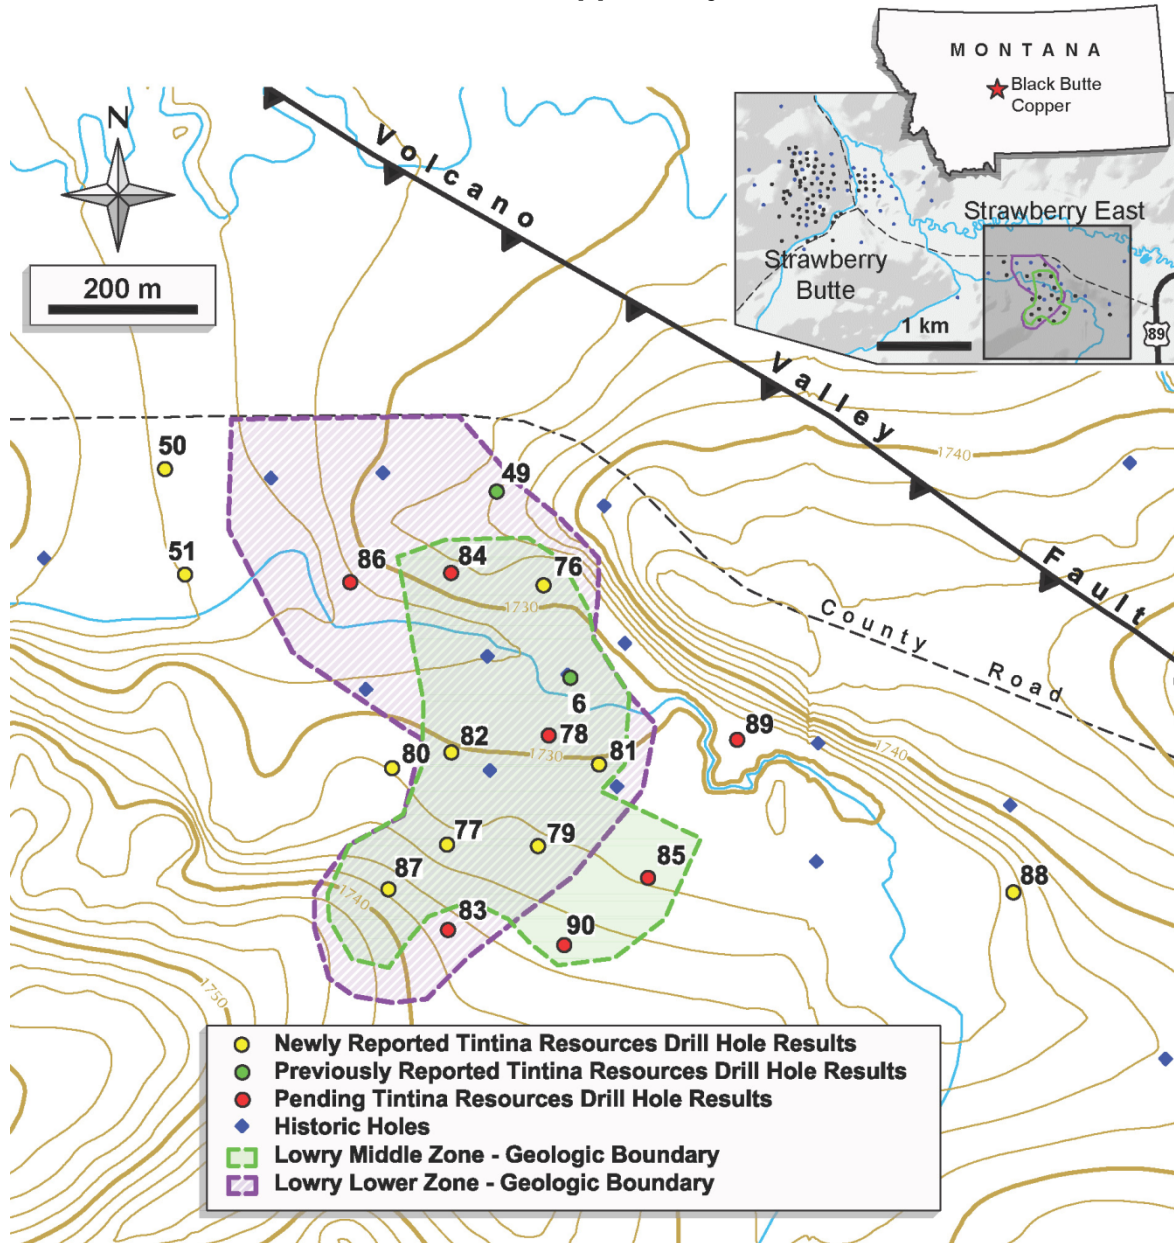 MONTANA
Black Butte
Copper
N
Volcano
Valley
Fault
200 m
Strawberry East
Strawberry
Butte
1 km
89
50
49
1740
51
86
84
76
1730
County Road
6
80
82
78
81
89
1730
1740
77
79
87
85
88
1740
83
90
1750
Newly Reported Tintina Resources Drill Hole Results
Previously Reported Tintina Resources Drill Hole Results
Pending Tintina Resources Drill Hole Results
Historic Holes
Lowry Middle Zone - Geologic Boundary
Lowry Lower Zone - Geologic Boundary